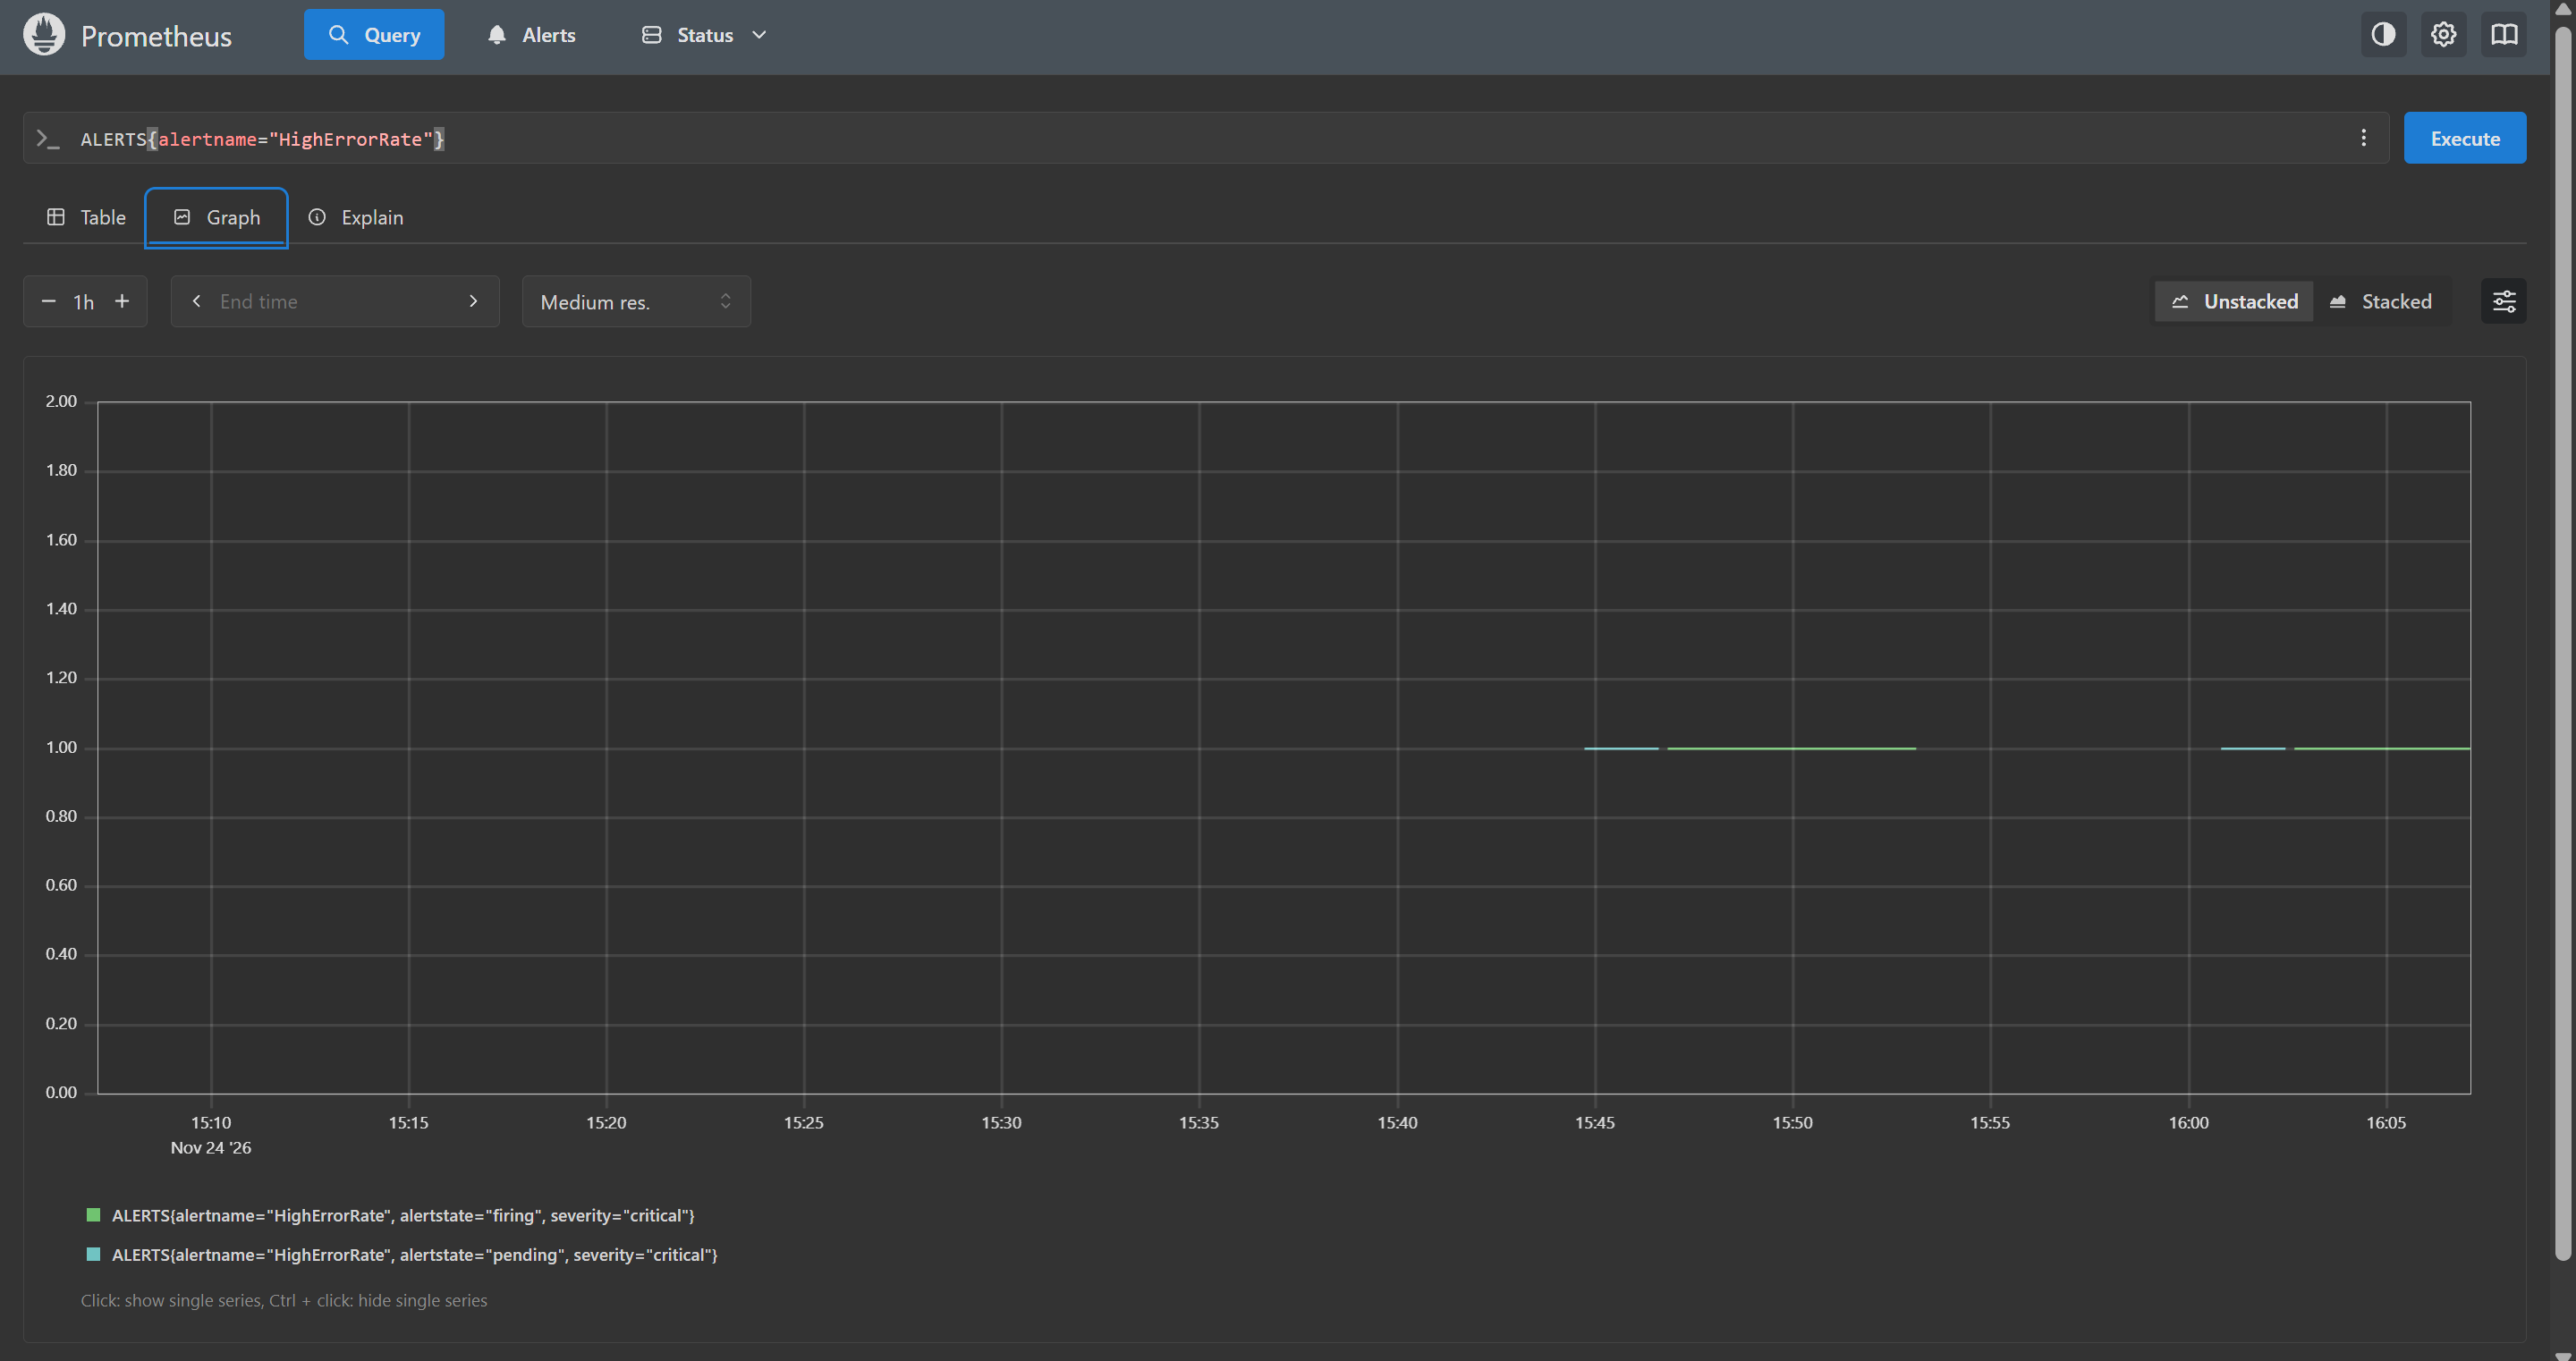 Prometheus
Query
Alerts
Status
ALERTS{alertname="HighErrorRate"}
Execute
Table
Graph
Explain
1h
End time
Medium res.
Unstacked
Stacked
2.00
1.80
1.60
1.40
1.20
1.00
0.80
0.60
0.40
0.20
0.00
15:10 15:15 15:20 15:25 15:30 15:35 15:40 15:45 15:50 15:55 16:00 16:05
Nov 24 '26
ALERTS{alertname="HighErrorRate", alertstate="firing", severity="critical"}
ALERTS{alertname="HighErrorRate", alertstate="pending", severity="critical"}
Click: show single series, Ctrl + click: hide single series